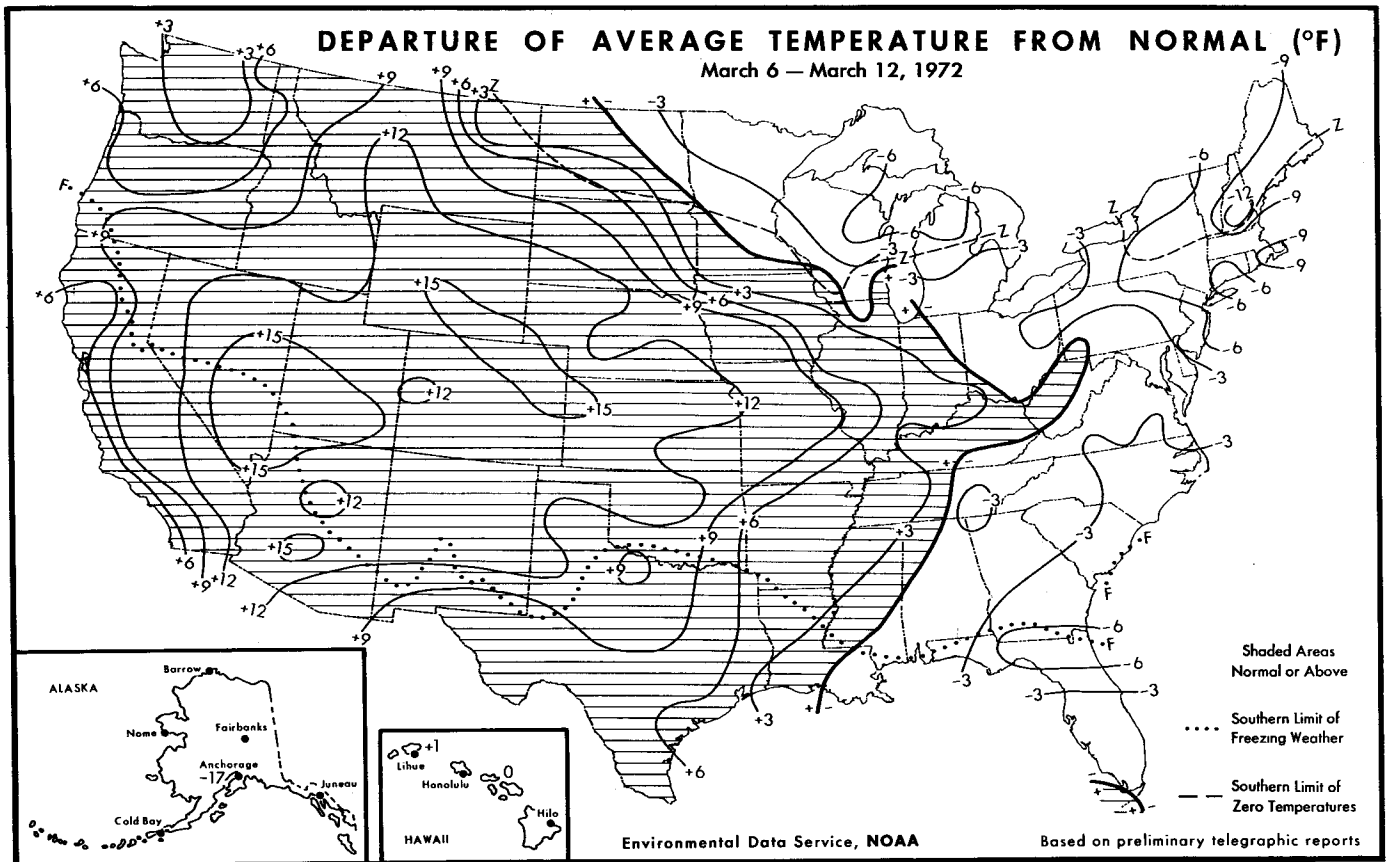 DEPARTURE OF AVERAGE TEMPERATURE FROM NORMAL (°F)
March 6 — March 12, 1972
+3
+3
+6
+9
+9
+6
+3
Z
+
-
-3
-9
+6
+12
Z
-6
-6
F
-6
6
-12
-9
Z
+9
6
Z
-3
-9
-3
-3
Z
-9
+6
+15
+
-3
-6
+9
+6
+3
+
-
-6
+15
-6
-3
+12
+15
+12
-3
+15
+
-
+12
-3
+6
+3
-3
F
+9
+15
+9
F
+6
+9
+12
+12
-6
F
+9
-6
-3
-3
-3
+
-
+3
+6
+
-
-
+
Shaded Areas
Normal or Above
Southern Limit of
Freezing Weather
Southern Limit of
Zero Temperatures
ALASKA
Barrow
Nome
Fairbanks
Anchorage
-17
Juneau
Cold Bay
+1
Lihue
Honolulu
0
Hilo
HAWAII
Environmental Data Service, NOAA
Based on preliminary telegraphic reports